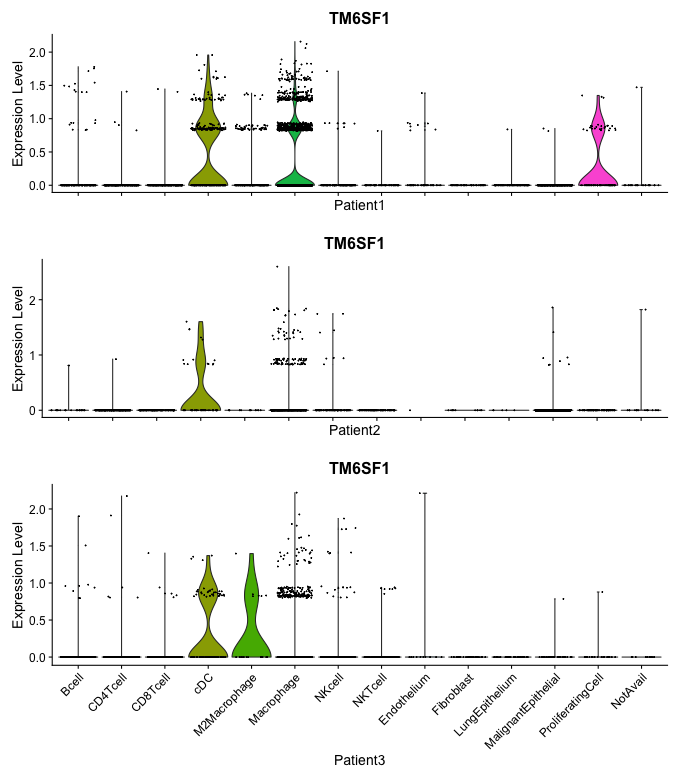 TM6SF1
Expression Level
2.0
1.5
1.0
0.5
0.0
Patient1
TM6SF1
Expression Level
2
1
0
Patient2
TM6SF1
Expression Level
2.0
1.5
1.0
0.5
0.0
Bcell
CD4Tcell
CD8Tcell
cDC
M2Macrophage
Macrophage
NKcell
NKTcell
Endothelium
Fibroblast
LungEpithelium
MalignantEpithelial
ProliferatingCell
NotAvail
Patient3